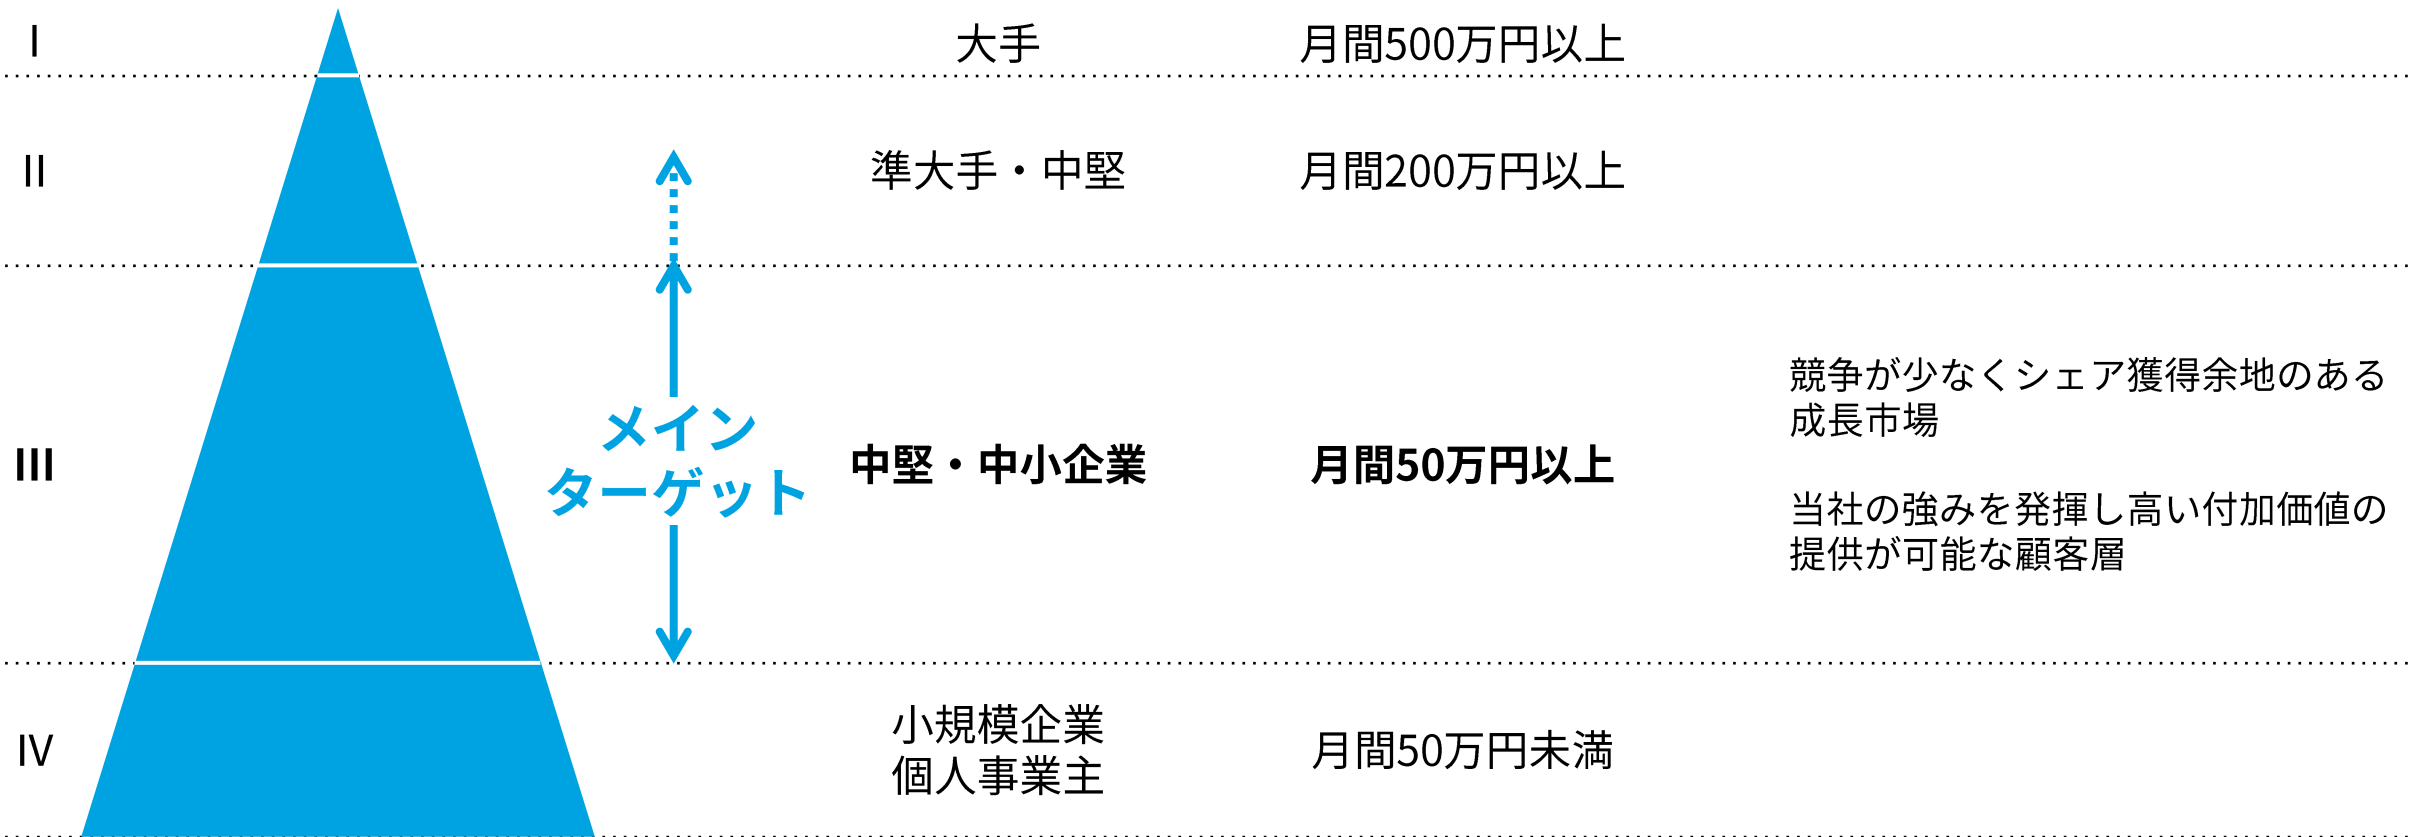 I
大手
月間500万円以上
II
準大手・中堅
月間200万円以上
III
メイン
ターゲット
中堅・中小企業
月間50万円以上
競争が少なくシェア獲得余地のある
成長市場
当社の強みを発揮し高い付加価値の
提供が可能な顧客層
IV
小規模企業
個人事業主
月間50万円未満